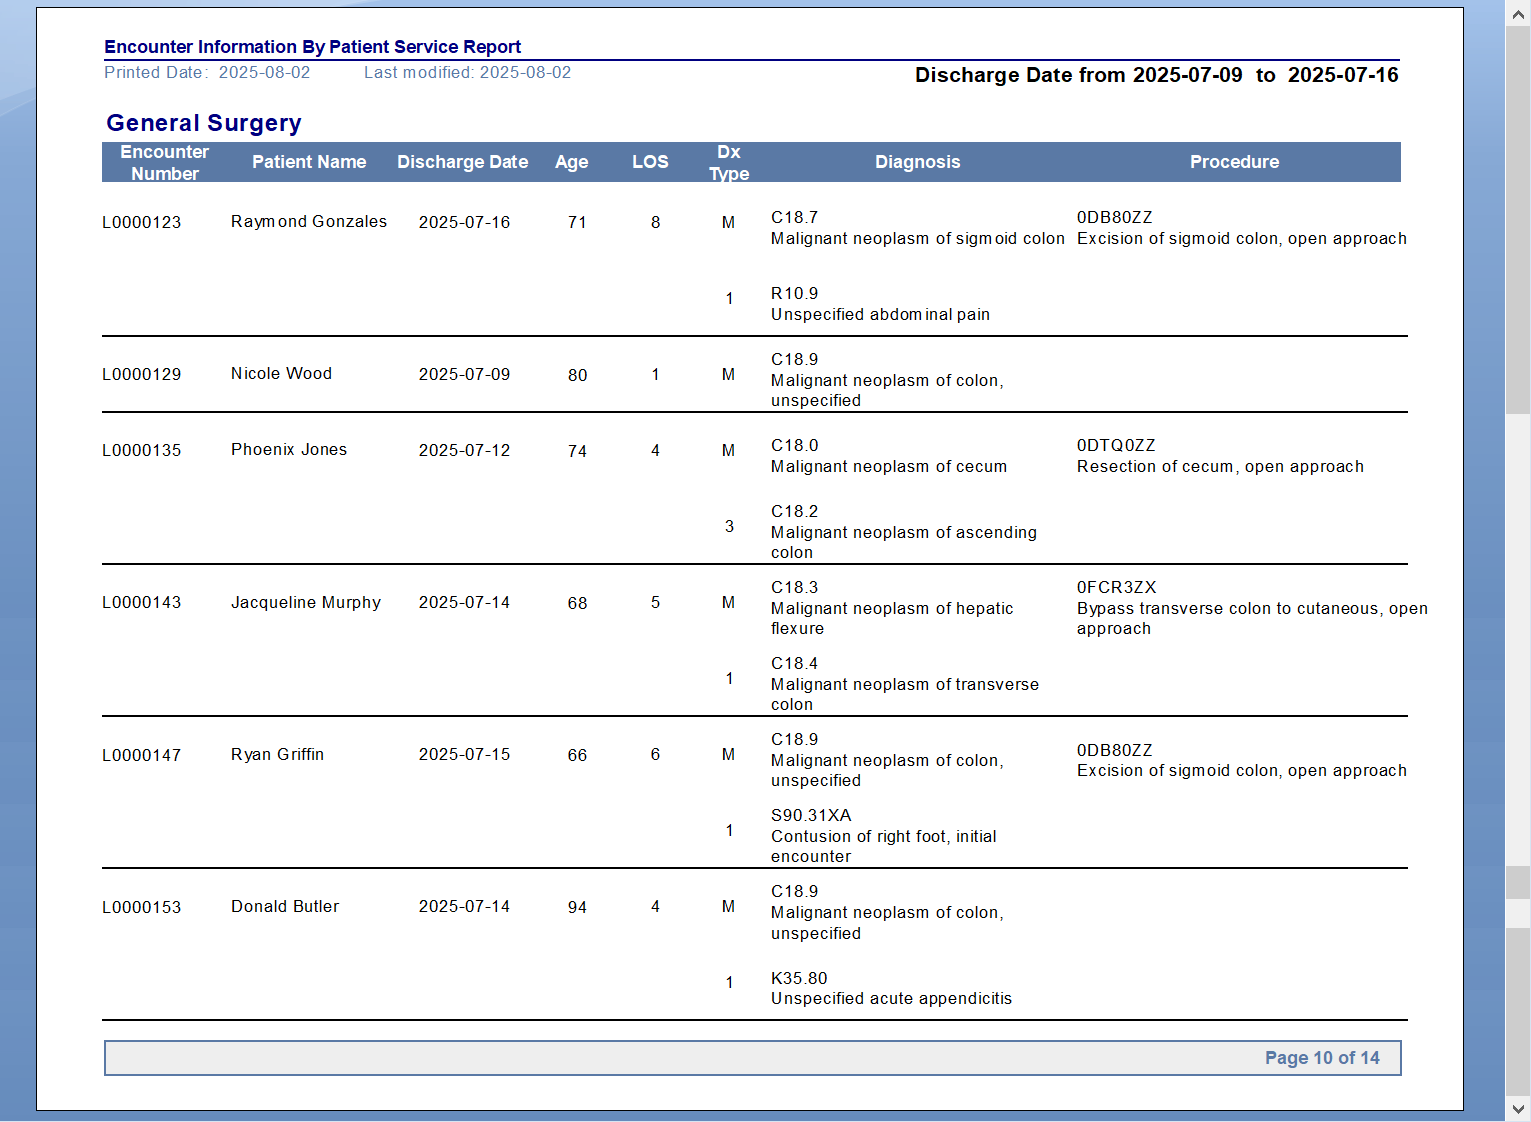 Encounter Information By Patient Service Report
Printed Date: 2025-08-02 Last modified: 2025-08-02
Discharge Date from 2025-07-09 to 2025-07-16
General Surgery
Encounter Number Patient Name Discharge Date Age LOS Dx Type Diagnosis Procedure
L0000123 Raymond Gonzales 2025-07-16 71 8 M C18.7 0DB80ZZ
Malignant neoplasm of sigmoid colon Excision of sigmoid colon, open approach
1 R10.9
Unspecified abdominal pain
L0000129 Nicole Wood 2025-07-09 80 1 M C18.9
Malignant neoplasm of colon,
unspecified
L0000135 Phoenix Jones 2025-07-12 74 4 M C18.0 0DTQ0ZZ
Malignant neoplasm of cecum Resection of cecum, open approach
3 C18.2
Malignant neoplasm of ascending
colon
L0000143 Jacqueline Murphy 2025-07-14 68 5 M C18.3 0FCR3ZX
Malignant neoplasm of hepatic Bypass transverse colon to cutaneous, open
flexure approach
1 C18.4
Malignant neoplasm of transverse
colon
L0000147 Ryan Griffin 2025-07-15 66 6 M C18.9 0DB80ZZ
Malignant neoplasm of colon, Excision of sigmoid colon, open approach
unspecified
1 S90.31XA
Contusion of right foot, initial
encounter
L0000153 Donald Butler 2025-07-14 94 4 M C18.9
Malignant neoplasm of colon,
unspecified
1 K35.80
Unspecified acute appendicitis
Page 10 of 14